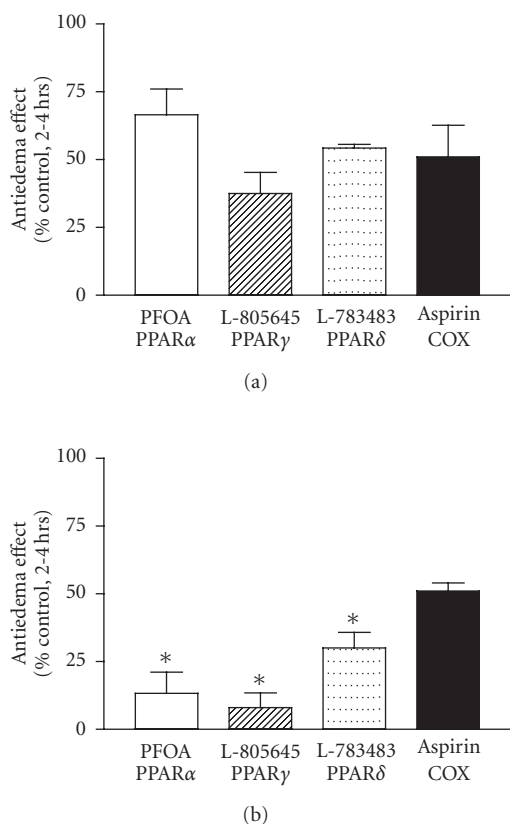 100
75
50
25
0
Antiedema effect
(% control, 2-4 hrs)
PFOA L-805645 L-783483 Aspirin
PPARα PPARγ PPARδ COX
(a)
100
75
50
25
0
Antiedema effect
(% control, 2-4 hrs)
* * *
PFOA L-805645 L-783483 Aspirin
PPARα PPARγ PPARδ COX
(b)